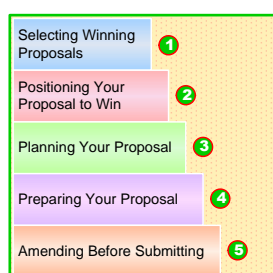 Selecting Winning
Proposals
1
Positioning Your
Proposal to Win
2
Planning Your Proposal
3
Preparing Your Proposal
4
Amending Before Submitting
5